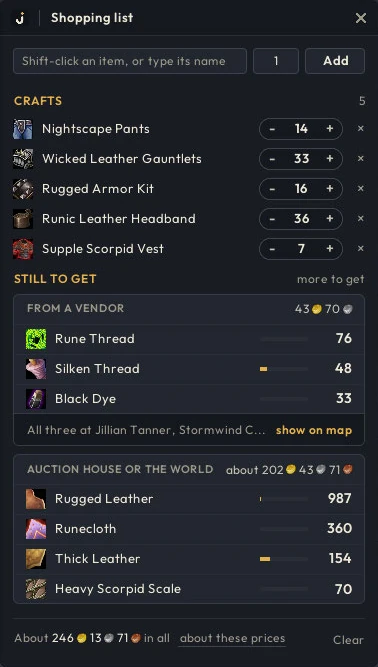 Shopping list
Shift-click an item, or type its name 1 Add
CRAFTS 5
Nightscape Pants - 14 + ×
Wicked Leather Gauntlets - 33 + ×
Rugged Armor Kit - 16 + ×
Runic Leather Headband - 36 + ×
Supple Scorpid Vest - 7 + ×
STILL TO GET more to get
FROM A VENDOR 43 70
Rune Thread 76
Silken Thread 48
Black Dye 33
All three at Jillian Tanner, Stormwind C... show on map
AUCTION HOUSE OR THE WORLD about 202 43 71
Rugged Leather 987
Runecloth 360
Thick Leather 154
Heavy Scorpid Scale 70
About 246 13 71 in all about these prices Clear